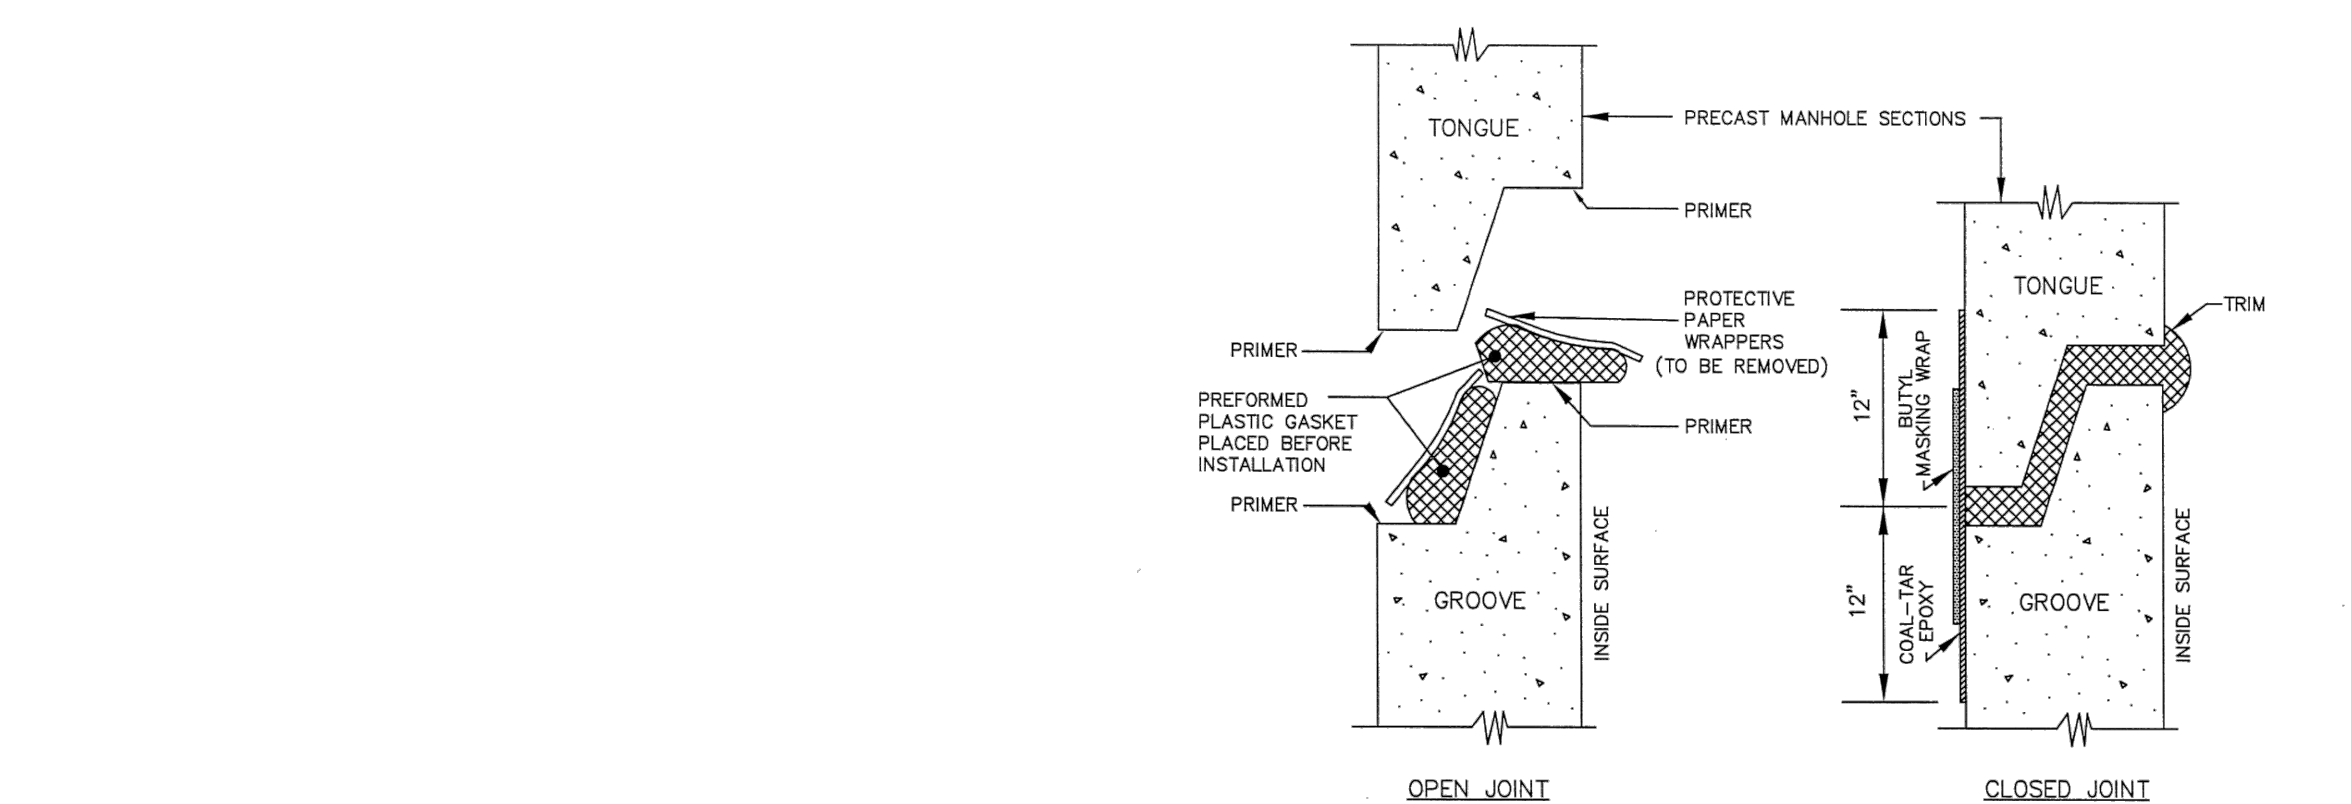 TONGUE
PRECAST MANHOLE SECTIONS
PRIMER
PROTECTIVE
PAPER
WRAPPERS
(TO BE REMOVED)
PRIMER
PREFORMED
PLASTIC GASKET
PLACED BEFORE
INSTALLATION
PRIMER
PRIMER
GROOVE
INSIDE SURFACE
OPEN JOINT
TONGUE
TRIM
12"
BUTYL
MASKING WRAP
12"
COAL-TAR
EPOXY
GROOVE
INSIDE SURFACE
CLOSED JOINT